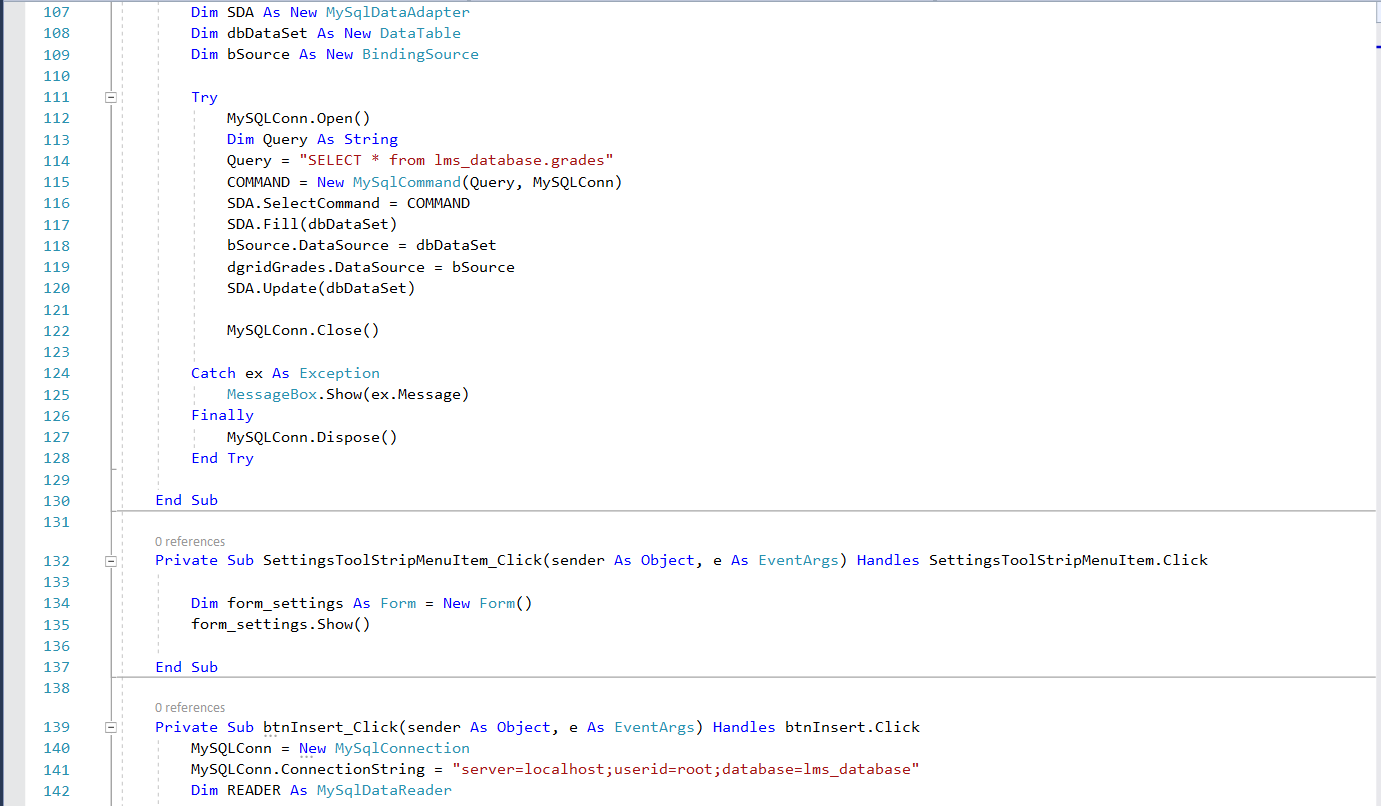 107 Dim SDA As New MySqlDataAdapter
108 Dim dbDataSet As New DataTable
109 Dim bSource As New BindingSource
110
111 Try
112 MySQLConn.Open()
113 Dim Query As String
114 Query = "SELECT * from lms_database.grades"
115 COMMAND = New MySqlCommand(Query, MySQLConn)
116 SDA.SelectCommand = COMMAND
117 SDA.Fill(dbDataSet)
118 bSource.DataSource = dbDataSet
119 dgridGrades.DataSource = bSource
120 SDA.Update(dbDataSet)
121
122 MySQLConn.Close()
123
124 Catch ex As Exception
125 MessageBox.Show(ex.Message)
126 Finally
127 MySQLConn.Dispose()
128 End Try
129
130 End Sub
131
0 references
132 Private Sub SettingsToolStripMenuItem_Click(sender As Object, e As EventArgs) Handles SettingsToolStripMenuItem.Click
133
134 Dim form_settings As Form = New Form()
135 form_settings.Show()
136
137 End Sub
138
0 references
139 Private Sub btnInsert_Click(sender As Object, e As EventArgs) Handles btnInsert.Click
140 MySQLConn = New MySqlConnection
141 MySQLConn.ConnectionString = "server=localhost;userid=root;database=lms_database"
142 Dim READER As MySqlDataReader